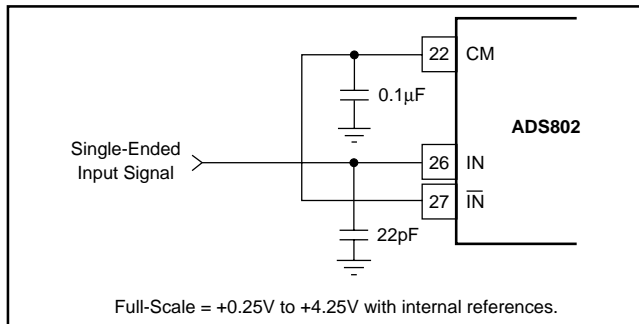 22 CM
0.1µF
ADS802
Single-Ended
Input Signal
26 IN
27 I̅N̅
22pF
Full-Scale = +0.25V to +4.25V with internal references.